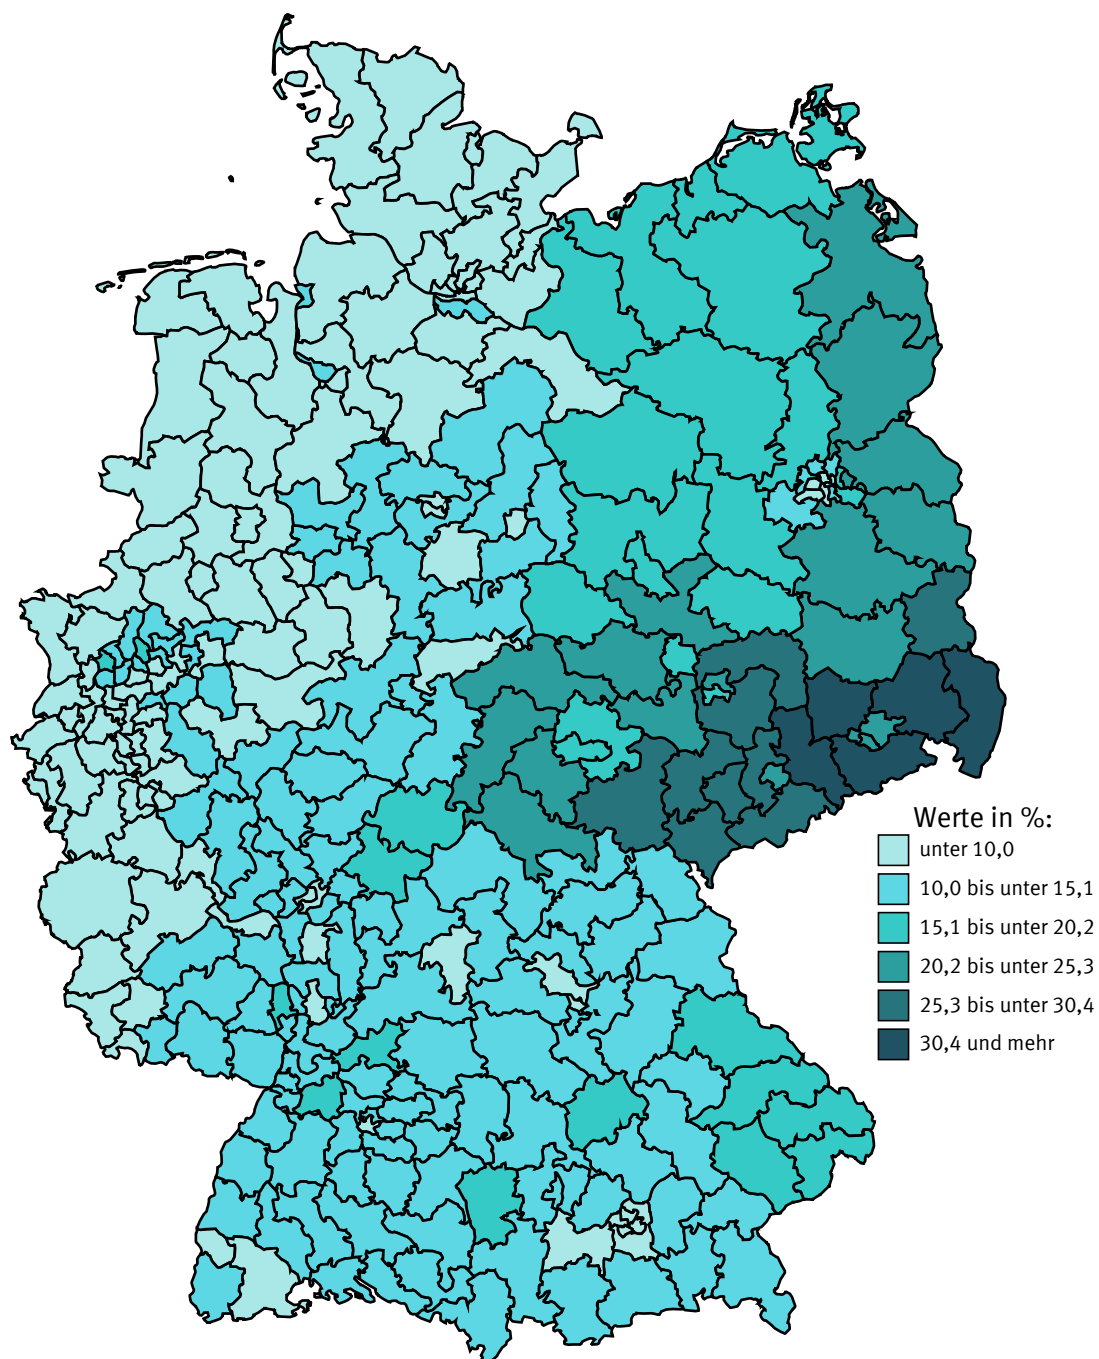 Werte in %:
unter 10,0
10,0 bis unter 15,1
15,1 bis unter 20,2
20,2 bis unter 25,3
25,3 bis unter 30,4
30,4 und mehr